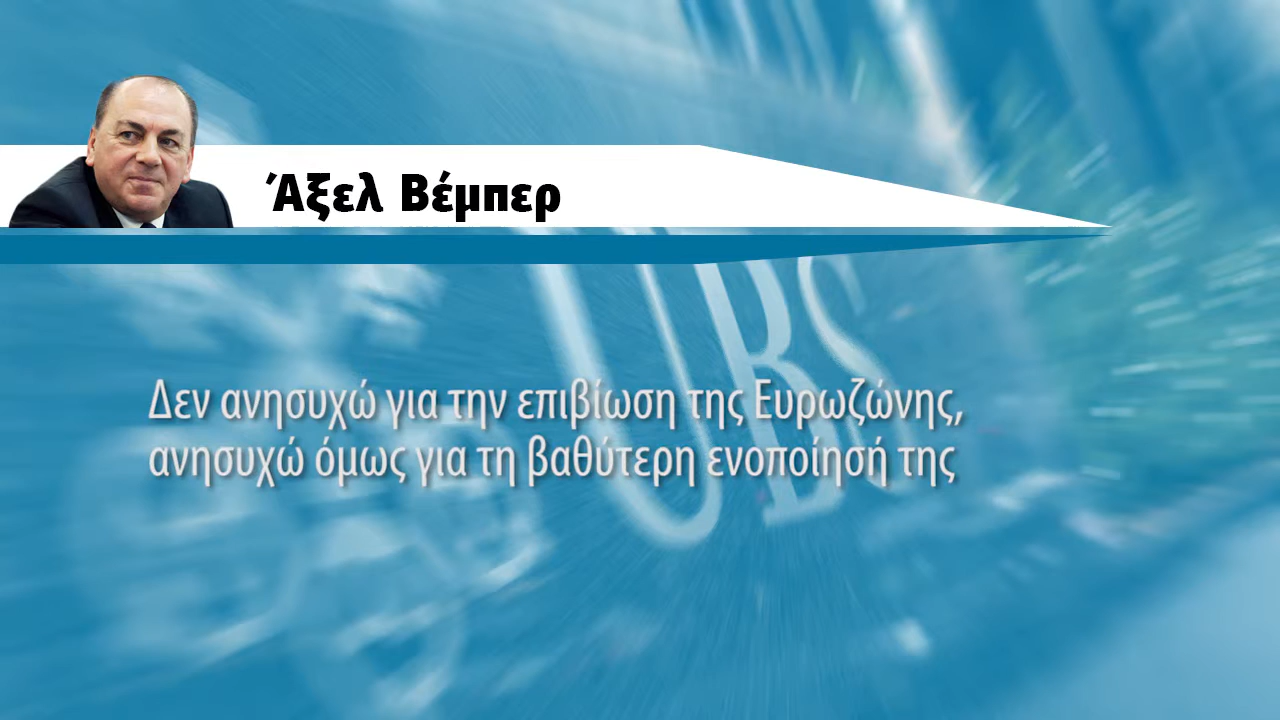 Άξελ Βέμπερ
UBS
Δεν ανησυχώ για την επιβίωση της Ευρωζώνης,
ανησυχώ όμως για τη βαθύτερη ενοποίησή της